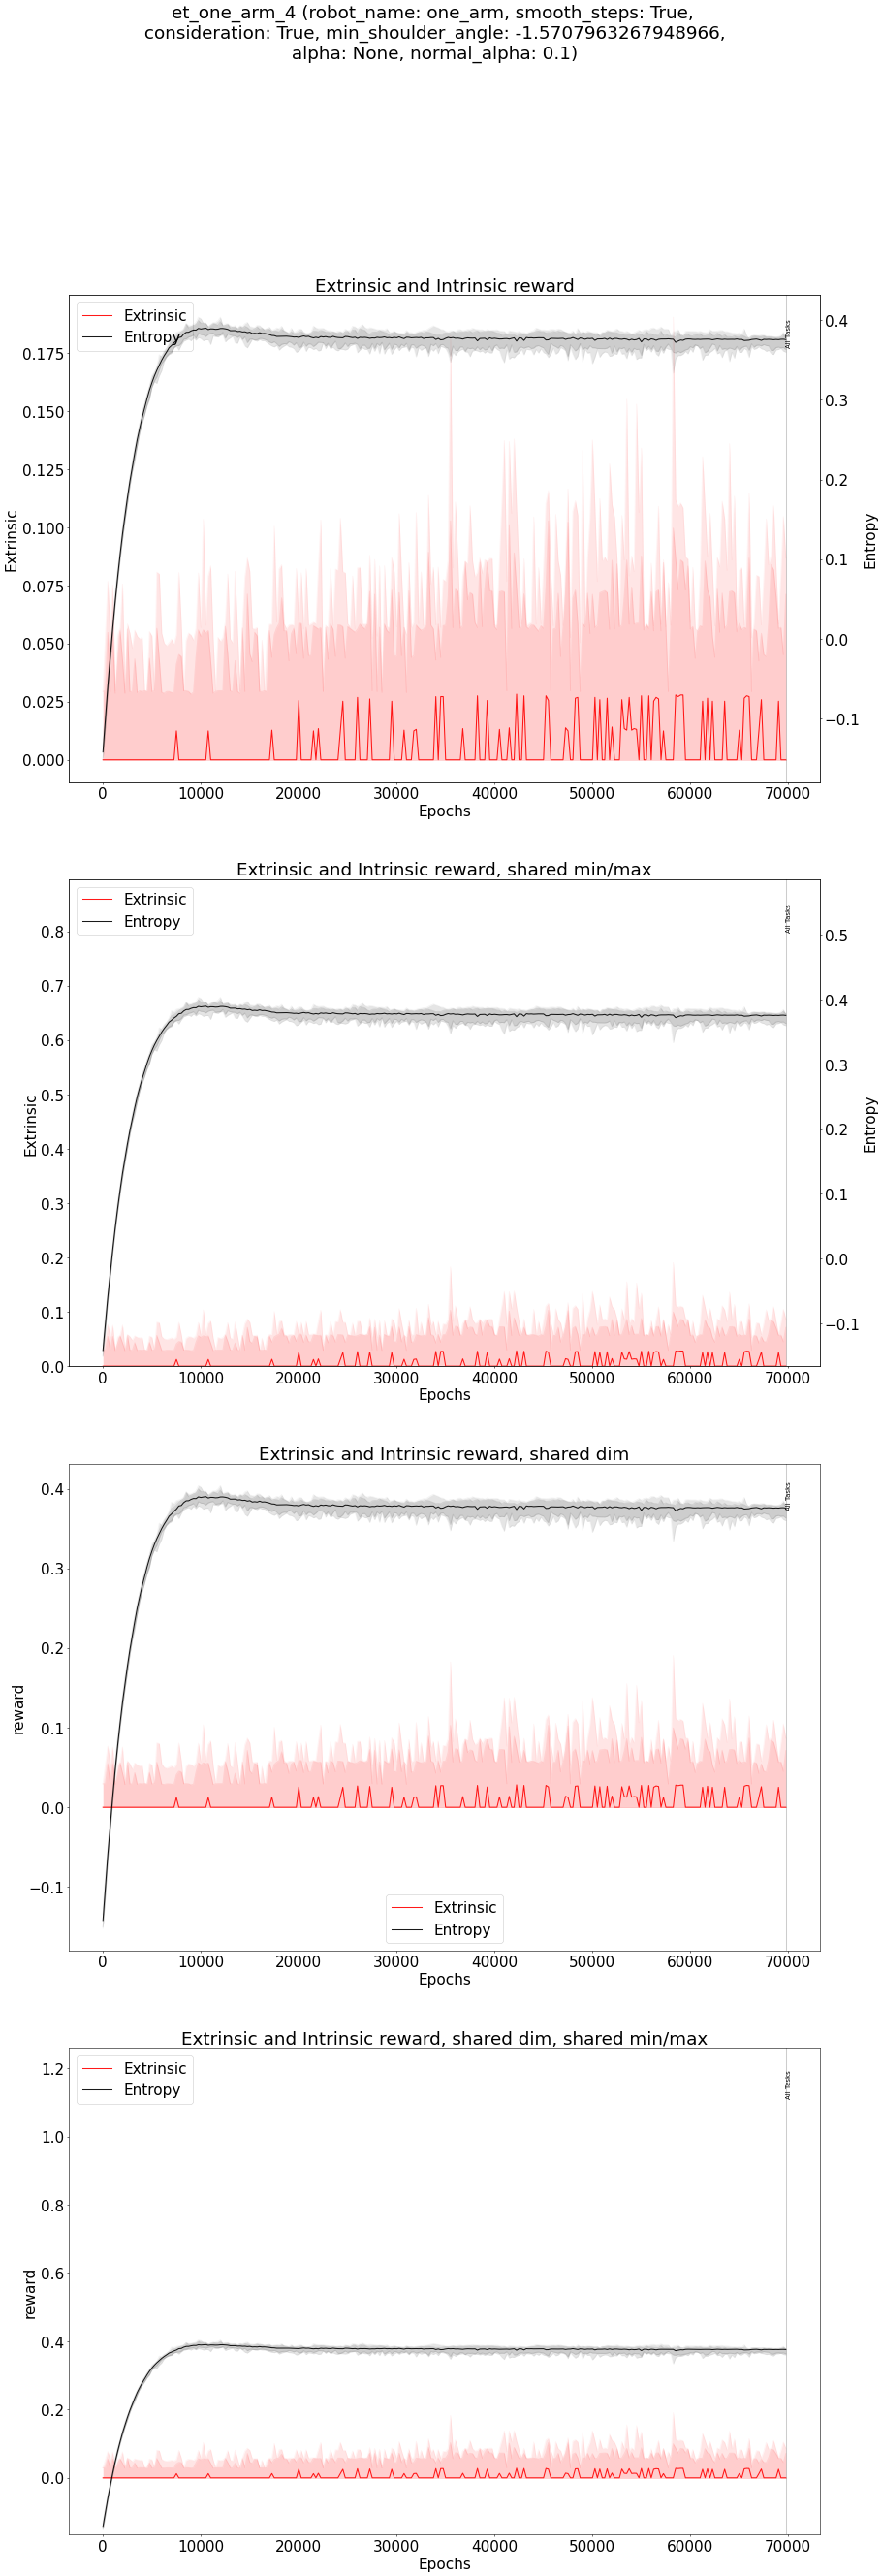 et_one_arm_4 (robot_name: one_arm, smooth_steps: True,
consideration: True, min_shoulder_angle: -1.5707963267948966,
alpha: None, normal_alpha: 0.1)
Extrinsic and Intrinsic reward
Extrinsic
Entropy
All Tasks
0.175
0.150
0.125
0.100
0.075
0.050
0.025
0.000
Extrinsic
0.4
0.3
0.2
0.1
0.0
−0.1
Entropy
0 10000 20000 30000 40000 50000 60000 70000
Epochs
Extrinsic and Intrinsic reward, shared min/max
Extrinsic
Entropy
All Tasks
0.8
0.7
0.6
0.5
0.4
0.3
0.2
0.1
0.0
Extrinsic
0.5
0.4
0.3
0.2
0.1
0.0
−0.1
Entropy
0 10000 20000 30000 40000 50000 60000 70000
Epochs
Extrinsic and Intrinsic reward, shared dim
All Tasks
0.4
0.3
0.2
0.1
0.0
−0.1
reward
Extrinsic
Entropy
0 10000 20000 30000 40000 50000 60000 70000
Epochs
Extrinsic and Intrinsic reward, shared dim, shared min/max
Extrinsic
Entropy
All Tasks
1.2
1.0
0.8
0.6
0.4
0.2
0.0
reward
0 10000 20000 30000 40000 50000 60000 70000
Epochs